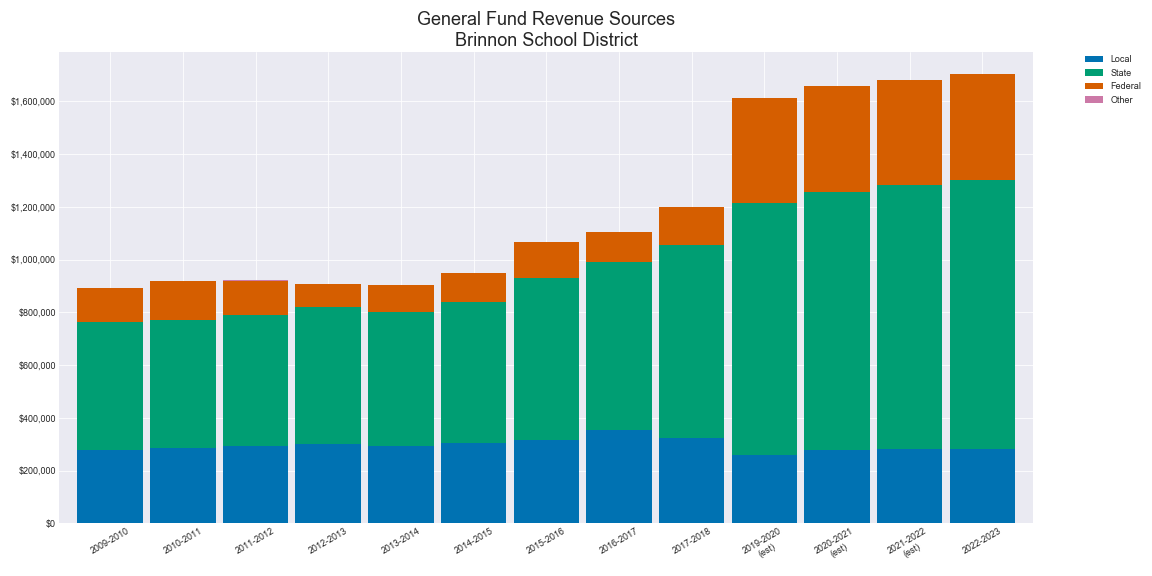 General Fund Revenue Sources
Brinnon School District
Local
State
Federal
Other
$1,600,000
$1,400,000
$1,200,000
$1,000,000
$800,000
$600,000
$400,000
$200,000
$0
2009-2010
2010-2011
2011-2012
2012-2013
2013-2014
2014-2015
2015-2016
2016-2017
2017-2018
2019-2020
(est)
2020-2021
(est)
2021-2022
(est)
2022-2023